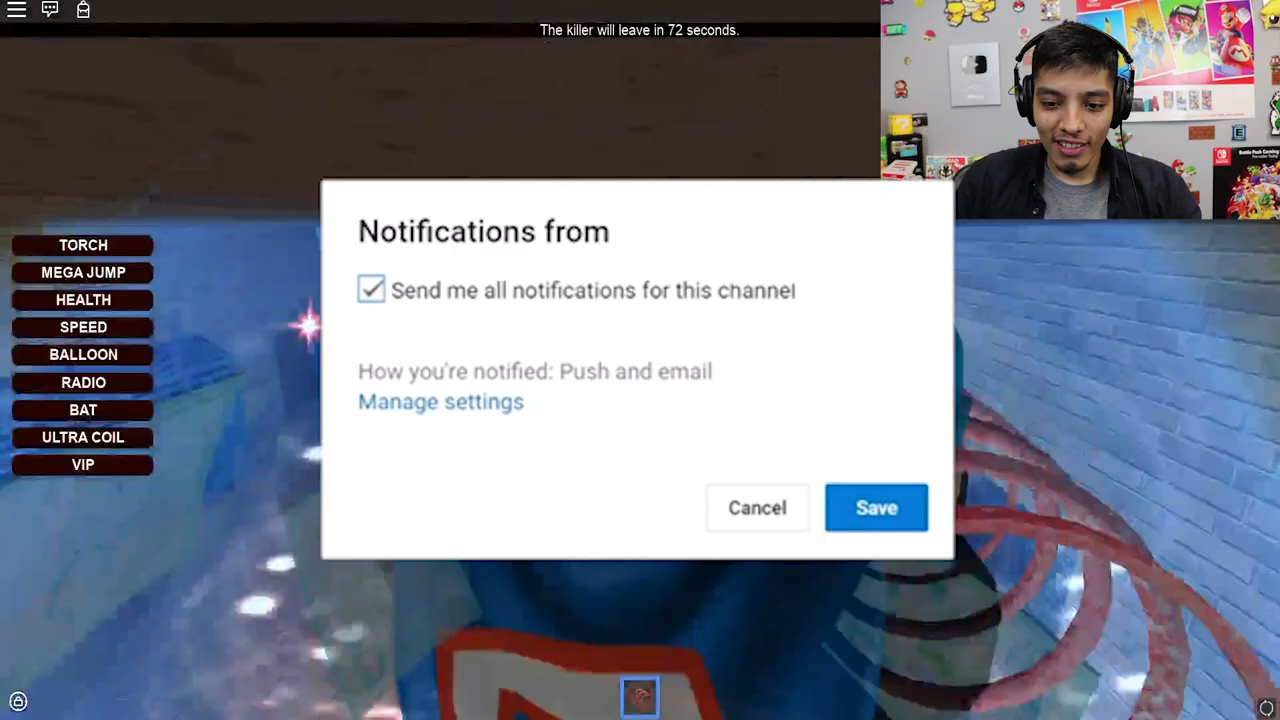 The killer will leave in 72 seconds.
Notifications from
Send me all notifications for this channel
How you're notified: Push and email
Manage settings
Cancel
Save
TORCH
MEGA JUMP
HEALTH
SPEED
BALLOON
RADIO
BAT
ULTRA COIL
VIP